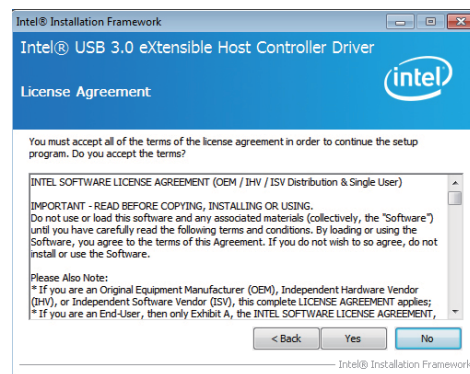 Intel® Installation Framework
Intel® USB 3.0 eXtensible Host Controller Driver
License Agreement
(intel)
You must accept all of the terms of the license agreement in order to continue the setup
program. Do you accept the terms?
INTEL SOFTWARE LICENSE AGREEMENT (OEM / IHV / ISV Distribution & Single User)
IMPORTANT - READ BEFORE COPYING, INSTALLING OR USING.
Do not use or load this software and any associated materials (collectively, the "Software")
until you have carefully read the following terms and conditions. By loading or using the
Software, you agree to the terms of this Agreement. If you do not wish to so agree, do not
install or use the Software.
Please Also Note:
* If you are an Original Equipment Manufacturer (OEM), Independent Hardware Vendor
(IHV), or Independent Software Vendor (ISV), this complete LICENSE AGREEMENT applies;
* If you are an End-User, then only Exhibit A, the INTEL SOFTWARE LICENSE AGREEMENT,
< Back Yes No
Intel® Installation Framework